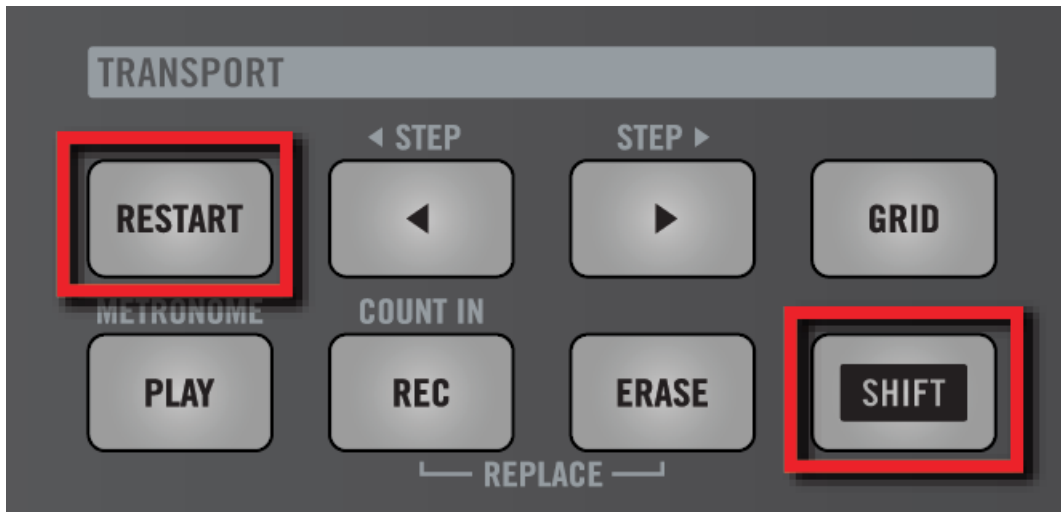 TRANSPORT
◀ STEP STEP ▶
RESTART ◀ ▶ GRID
METRONOME COUNT IN
PLAY REC ERASE SHIFT
REPLACE